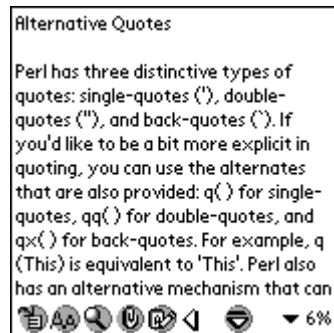 Alternative Quotes
Perl has three distinctive types of
quotes: single-quotes ('), double-
quotes ("), and back-quotes (`). If
you'd like to be a bit more explicit in
quoting, you can use the alternates
that are also provided: q( ) for single-
quotes, qq( ) for double-quotes, and
qx( ) for back-quotes. For example, q
(This) is equivalent to 'This'. Perl also
has an alternative mechanism that can
6%